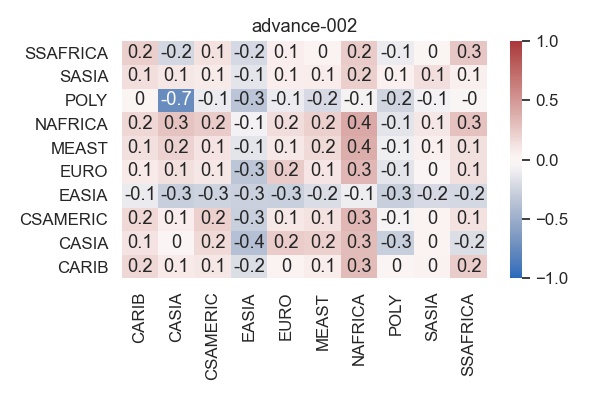 advance-002
SSAFRICA 0.2 -0.2 0.1 -0.2 0.1 0 0.2 -0.1 0 0.3
SASIA 0.1 0.1 0.1 -0.1 0.1 0.1 0.2 0.1 0.1 0.1
POLY 0 -0.7 -0.1 -0.3 -0.1 -0.2 -0.1 -0.2 -0.1 -0
NAFRICA 0.2 0.3 0.2 -0.1 0.2 0.2 0.4 -0.1 0.1 0.3
MEAST 0.1 0.2 0.1 -0.1 0.1 0.2 0.4 -0.1 0.1 0.1
EURO 0.1 0.1 0.1 -0.3 0.2 0.1 0.3 -0.1 0 0.1
EASIA -0.1 -0.3 -0.3 -0.3 -0.3 -0.2 -0.1 -0.3 -0.2 -0.2
CSAMERIC 0.2 0.1 0.2 -0.3 0.1 0.1 0.3 -0.1 0 0.1
CASIA 0.1 0 0.2 -0.4 0.2 0.2 0.3 -0.3 0 -0.2
CARIB 0.2 0.1 0.1 -0.2 0 0.1 0.3 0 0 0.2
CARIB CASIA CSAMERIC EASIA EURO MEAST NAFRICA POLY SASIA SSAFRICA
1.0
0.5
0.0
−0.5
−1.0